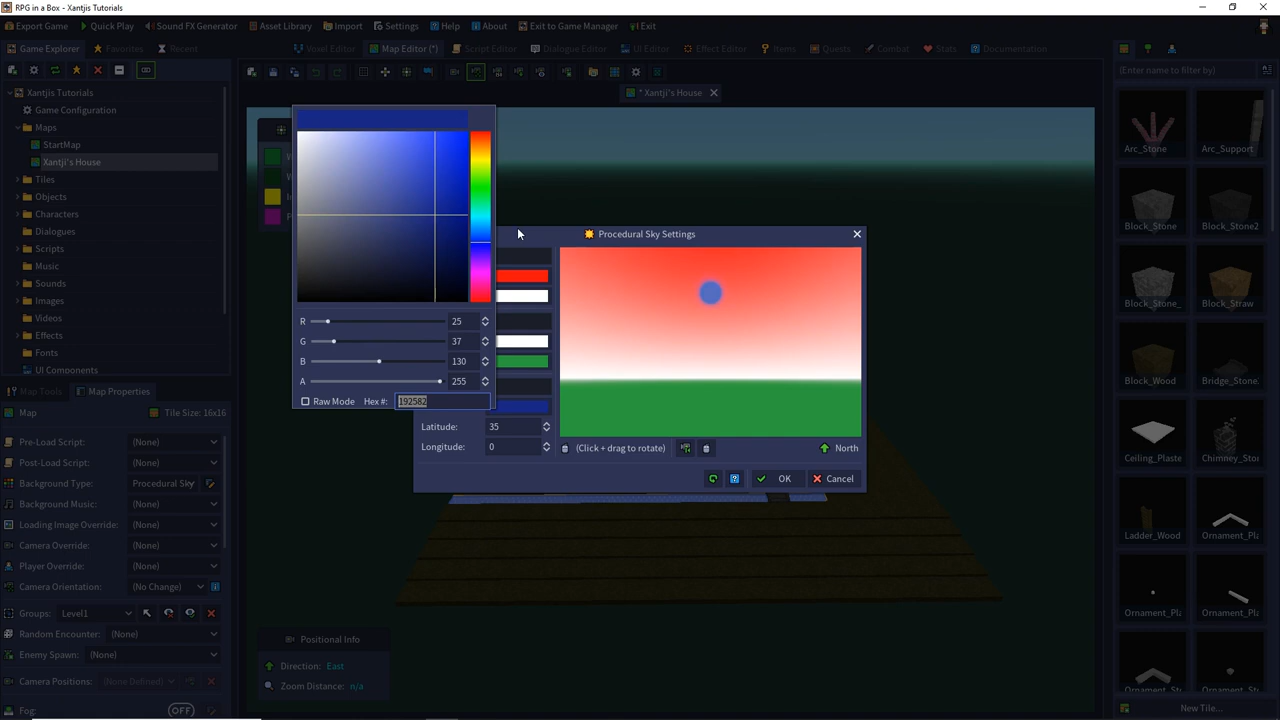 RPG in a Box - Xantjis Tutorials
Export Game Quick Play Sound FX Generator Asset Library Import Settings Help About Exit to Game Manager Exit
Game Explorer Favorites Recent Voxel Editor Map Editor (*) Script Editor Dialogue Editor UI Editor Effect Editor Items Quests Combat Stats Documentation
(Enter name to filter by)
Xantjis Tutorials
* Xantji's House
Game Configuration
Maps
StartMap
Xantji's House
Tiles
Objects
Characters
Dialogues
Scripts
Music
Sounds
Images
Videos
Effects
Fonts
UI Components
Map Tools Map Properties
Map Tile Size: 16x16
Pre-Load Script: (None)
Post-Load Script: (None)
Background Type: Procedural Sky
Background Music: (None)
Loading Image Override: (None)
Camera Override: (None)
Player Override: (None)
Camera Orientation: (No Change)
Groups: Level1
Random Encounter: (None)
Enemy Spawn: (None)
Camera Positions: (None Defined)
Fog: OFF
R 25
G 37
B 130
A 255
Raw Mode Hex #: 192582
Procedural Sky Settings
Latitude: 35
Longitude: 0
(Click + drag to rotate)
North
OK Cancel
Positional Info
Direction: East
Zoom Distance: n/a
Arc_Stone Arc_Support
Block_Stone Block_Stone2
Block_Stone_ Block_Straw
Block_Wood Bridge_Stone
Ceiling_Plaste Chimney_Stor
Ladder_Wood Ornament_Pla
Ornament_Pla Ornament_Pla
Ornament_Sto Ornament_Sto
New Tile...